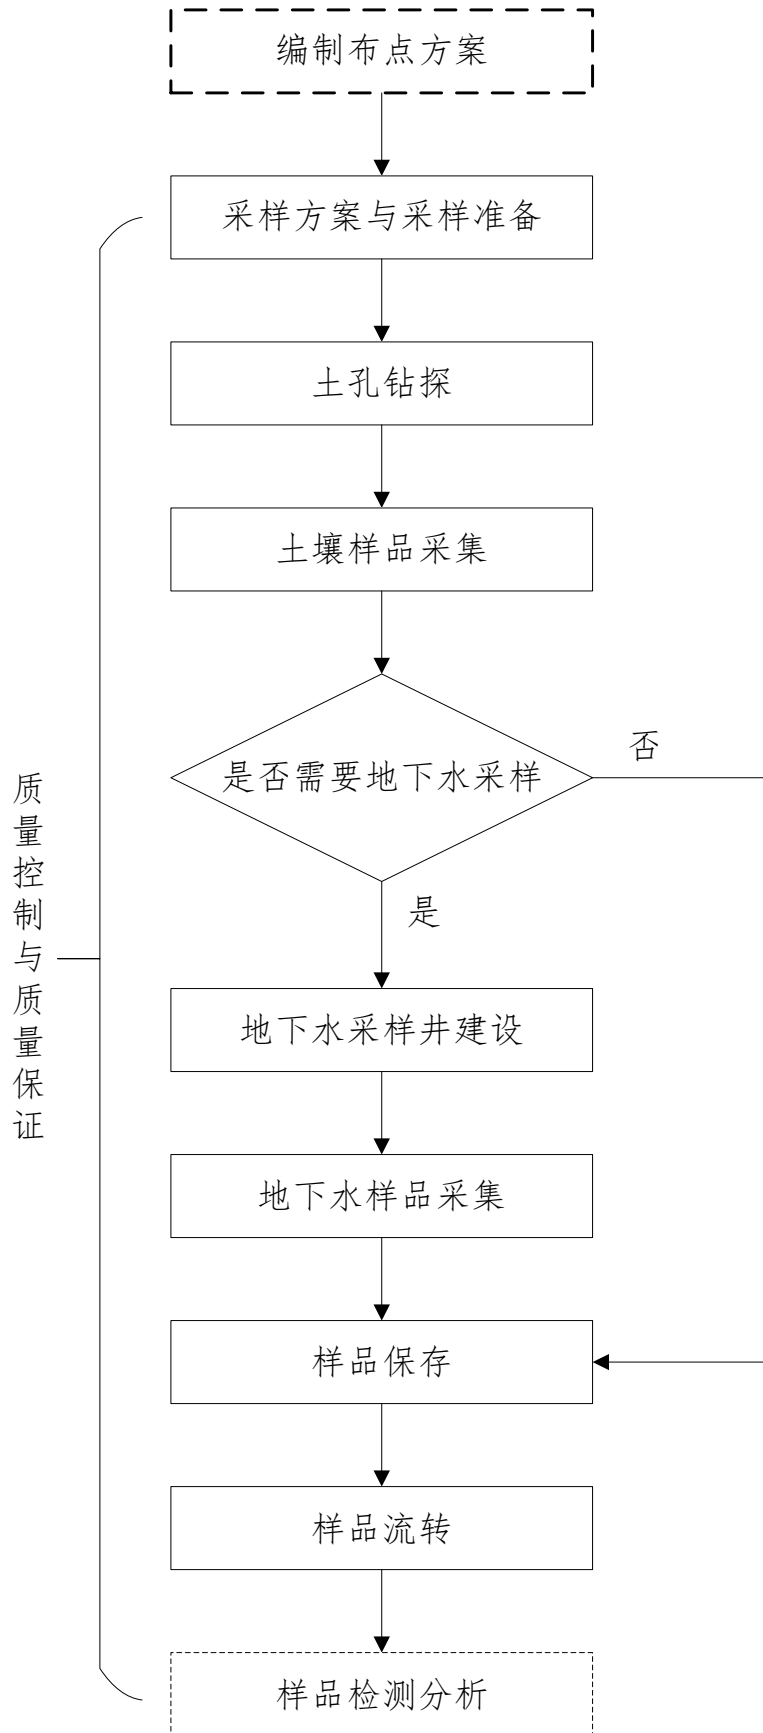 编制布点方案
采样方案与采样准备
土孔钻探
土壤样品采集
是否需要地下水采样
否
是
质量控制与质量保证
地下水采样井建设
地下水样品采集
样品保存
样品流转
样品检测分析